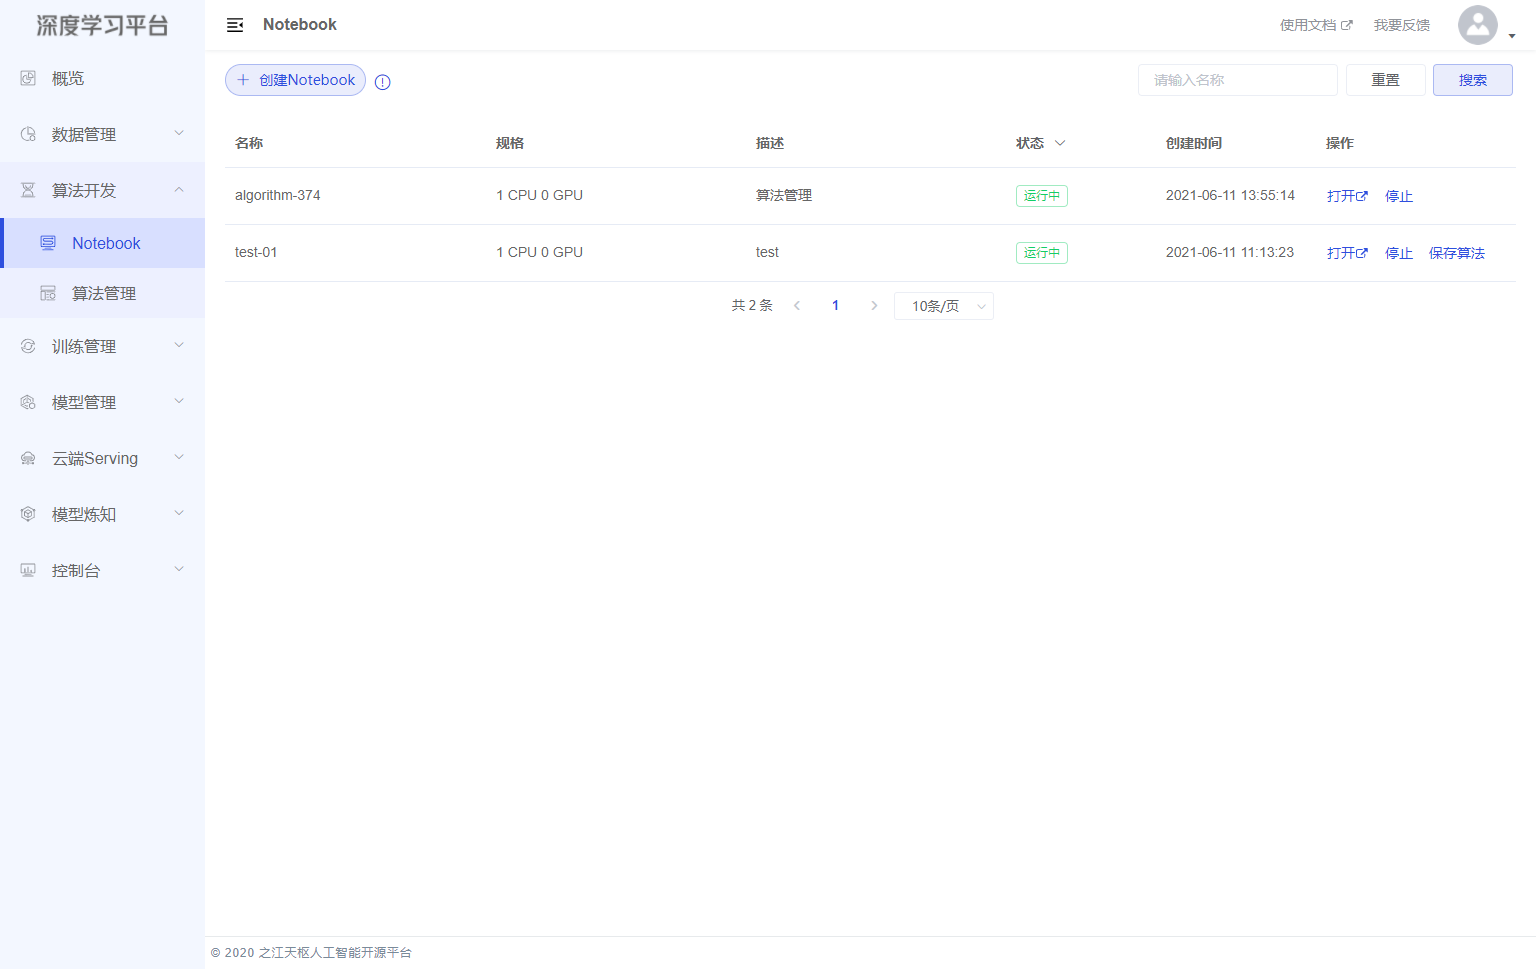 深度学习平台
概览
数据管理
算法开发
Notebook
算法管理
训练管理
模型管理
云端Serving
模型炼知
控制台
Notebook
使用文档 我要反馈
创建Notebook
请输入名称 重置 搜索
名称 规格 描述 状态 创建时间 操作
algorithm-374 1 CPU 0 GPU 算法管理 运行中 2021-06-11 13:55:14 打开 停止
test-01 1 CPU 0 GPU test 运行中 2021-06-11 11:13:23 打开 停止 保存算法
共 2 条 1 10条/页
© 2020 之江天枢人工智能开源平台